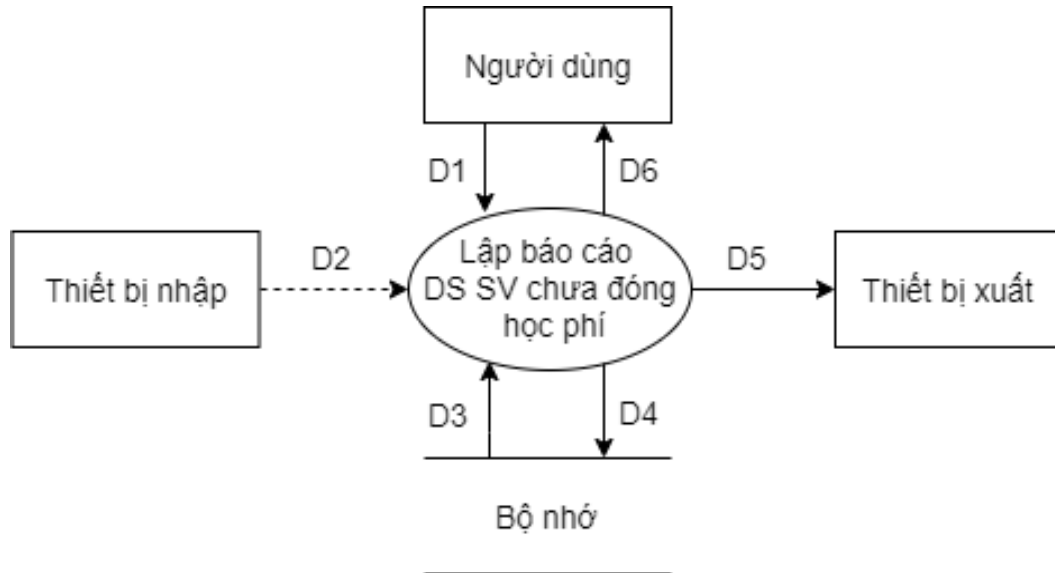 Người dùng
D1
D6
Lập báo cáo
DS SV chưa đóng
học phí
Thiết bị nhập
D2
D5
Thiết bị xuất
D3
D4
Bộ nhớ